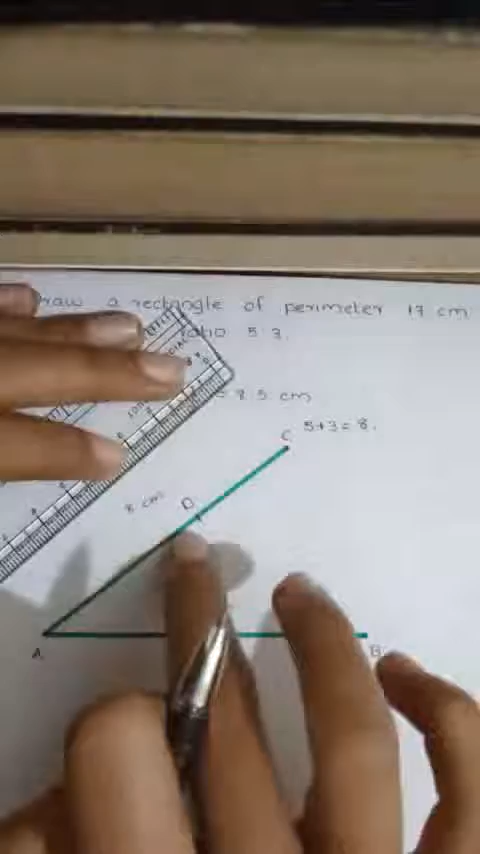 raw a rectangle of perimeter 17 cm
ratio 5:3.
= 8.5 cm
5+3=8.
C
8 cm
D
A
B